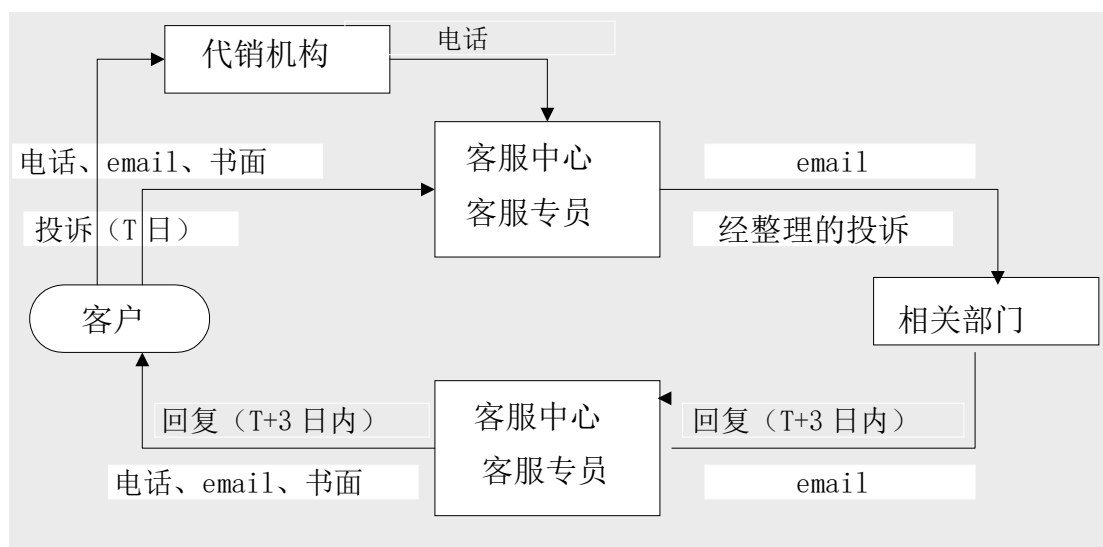 代销机构
电话
电话、email、书面
投诉（T 日）
客服中心
客服专员
email
经整理的投诉
客户
相关部门
回复（T+3 日内）
电话、email、书面
客服中心
客服专员
回复（T+3 日内）
email